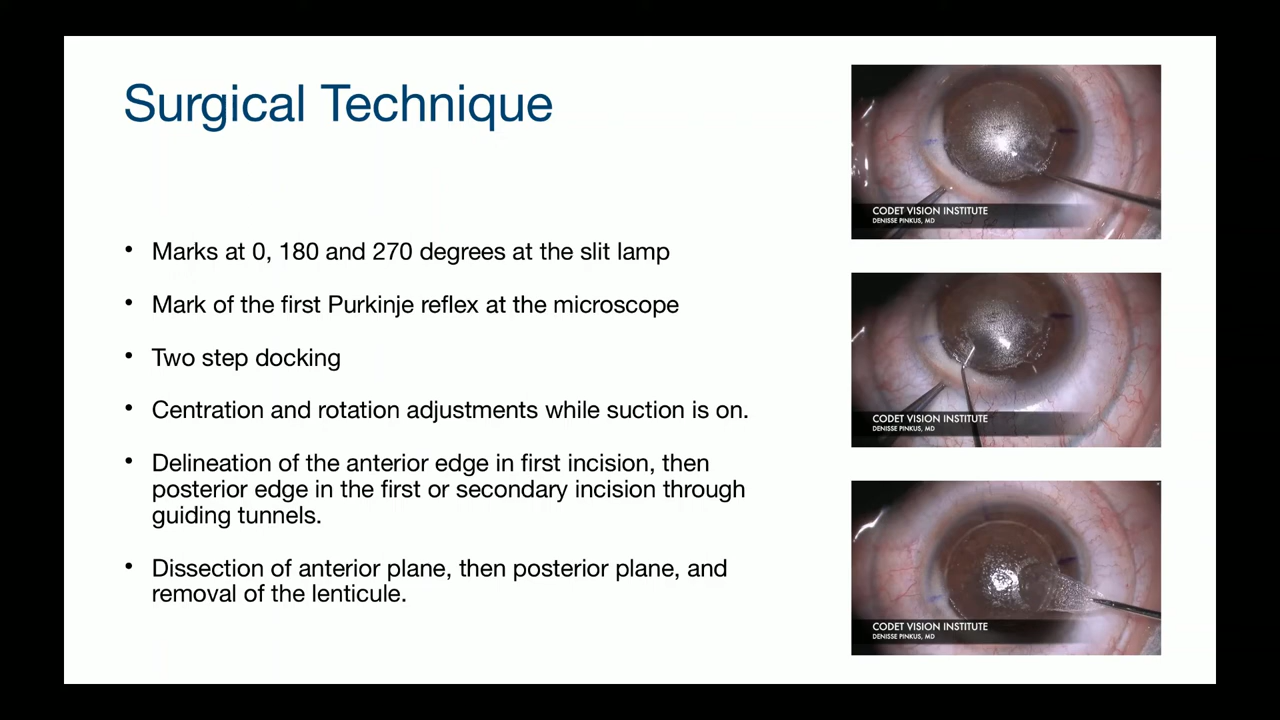 Surgical Technique
• Marks at 0, 180 and 270 degrees at the slit lamp
• Mark of the first Purkinje reflex at the microscope
• Two step docking
• Centration and rotation adjustments while suction is on.
• Delineation of the anterior edge in first incision, then
posterior edge in the first or secondary incision through
guiding tunnels.
• Dissection of anterior plane, then posterior plane, and
removal of the lenticule.
CODET VISION INSTITUTE
DENISSE PINKUS, MD
CODET VISION INSTITUTE
DENISSE PINKUS, MD
CODET VISION INSTITUTE
DENISSE PINKUS, MD